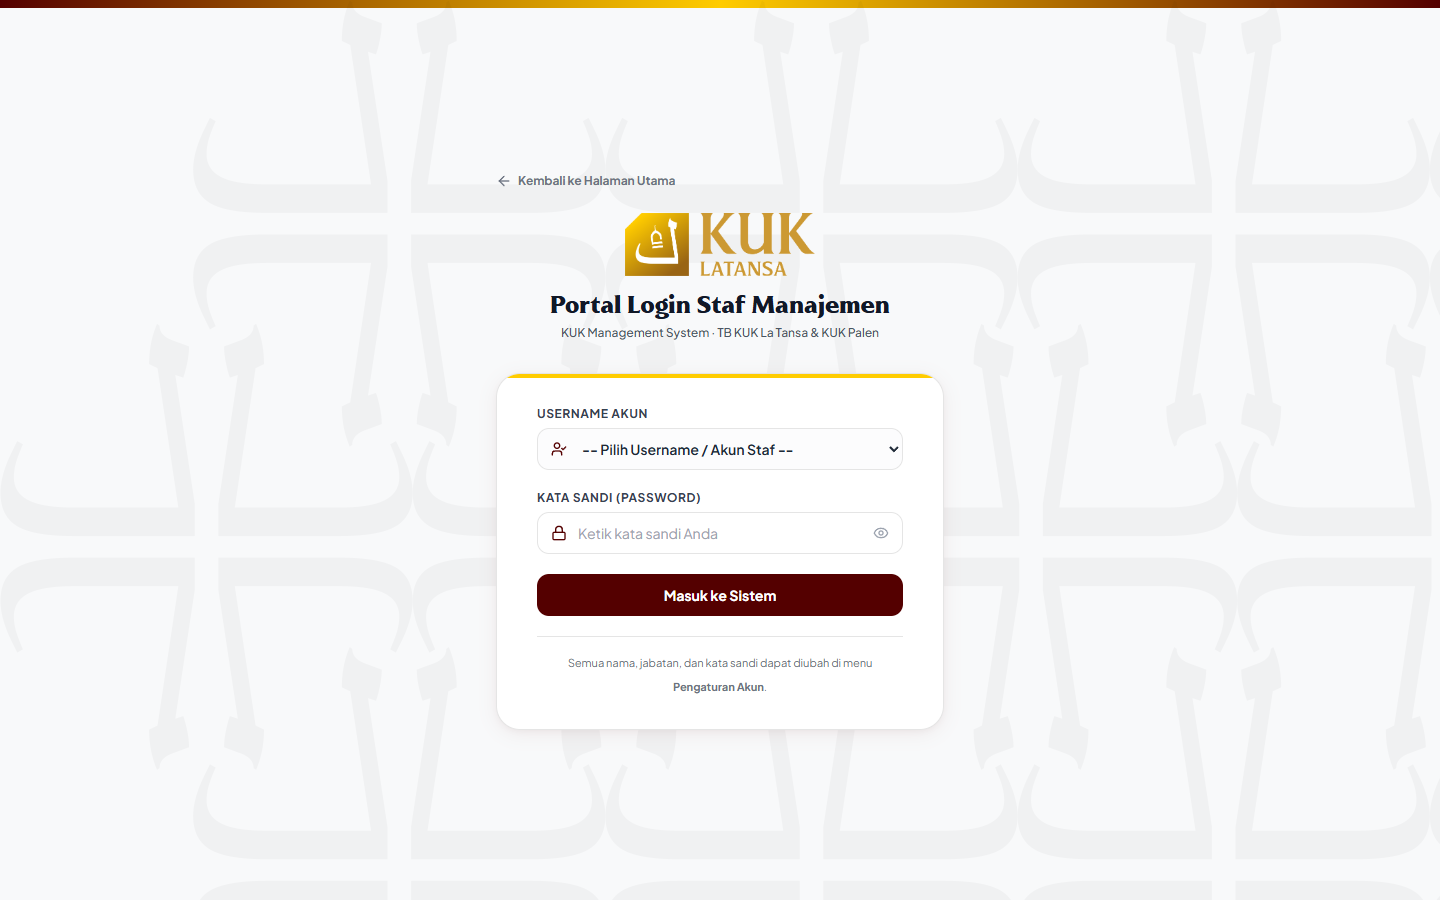 Kembali ke Halaman Utama
KUK
LATANSA
Portal Login Staf Manajemen
KUK Management System · TB KUK La Tansa & KUK Palen
USERNAME AKUN
-- Pilih Username / Akun Staf --
KATA SANDI (PASSWORD)
Ketik kata sandi Anda
Masuk ke Sistem
Semua nama, jabatan, dan kata sandi dapat diubah di menu
Pengaturan Akun.